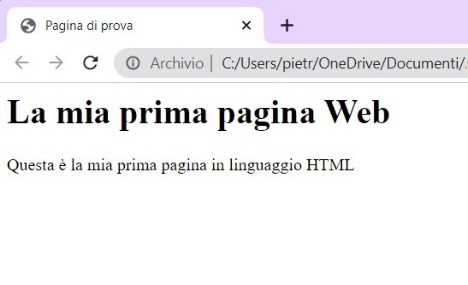 Pagina di prova
Archivio | C:/Users/pietr/OneDrive/Documenti/.
La mia prima pagina Web
Questa è la mia prima pagina in linguaggio HTML